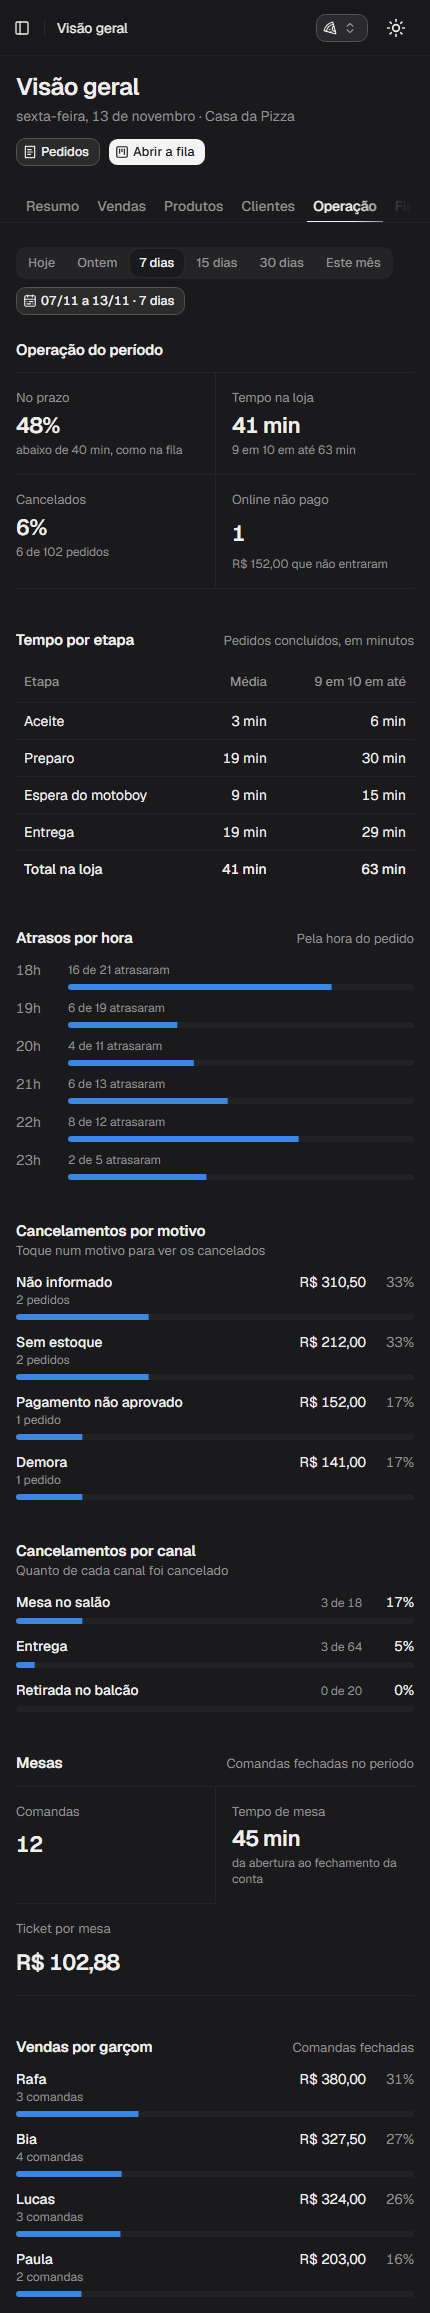 Visão geral
Visão geral
sexta-feira, 13 de novembro · Casa da Pizza
Pedidos
Abrir a fila
Resumo Vendas Produtos Clientes Operação
Hoje Ontem 7 dias 15 dias 30 dias Este mês
07/11 a 13/11 · 7 dias
Operação do período
No prazo
48%
abaixo de 40 min, como na fila
Tempo na loja
41 min
9 em 10 em até 63 min
Cancelados
6%
6 de 102 pedidos
Online não pago
1
R$ 152,00 que não entraram
Tempo por etapa Pedidos concluídos, em minutos
Etapa Média 9 em 10 em até
Aceite 3 min 6 min
Preparo 19 min 30 min
Espera do motoboy 9 min 15 min
Entrega 19 min 29 min
Total na loja 41 min 63 min
Atrasos por hora Pela hora do pedido
18h 16 de 21 atrasaram
19h 6 de 19 atrasaram
20h 4 de 11 atrasaram
21h 6 de 13 atrasaram
22h 8 de 12 atrasaram
23h 2 de 5 atrasaram
Cancelamentos por motivo
Toque num motivo para ver os cancelados
Não informado R$ 310,50 33%
2 pedidos
Sem estoque R$ 212,00 33%
2 pedidos
Pagamento não aprovado R$ 152,00 17%
1 pedido
Demora R$ 141,00 17%
1 pedido
Cancelamentos por canal
Quanto de cada canal foi cancelado
Mesa no salão 3 de 18 17%
Entrega 3 de 64 5%
Retirada no balcão 0 de 20 0%
Mesas Comandas fechadas no período
Comandas
12
Tempo de mesa
45 min
da abertura ao fechamento da
conta
Ticket por mesa
R$ 102,88
Vendas por garçom Comandas fechadas
Rafa R$ 380,00 31%
3 comandas
Bia R$ 327,50 27%
4 comandas
Lucas R$ 324,00 26%
3 comandas
Paula R$ 203,00 16%
2 comandas